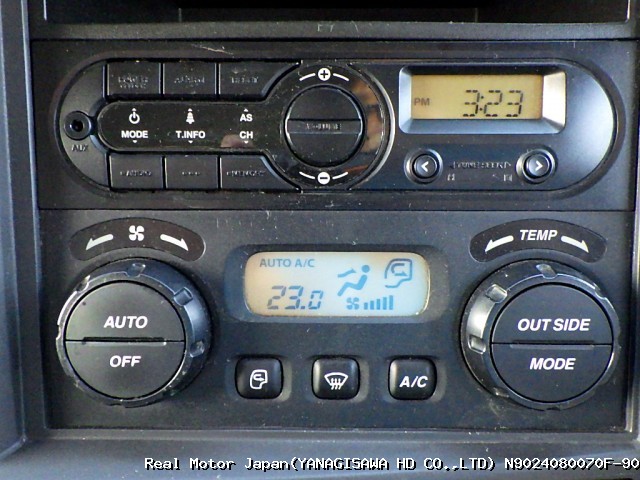 PM 3:23
MODE T.INFO AS
CH
AUX
VOLUME
AUTO A/C
23.0
TEMP
AUTO
OFF
OUT SIDE
MODE
A/C
Real Motor Japan(YANAGISAWA HD CO.,LTD) N9024080070F-90